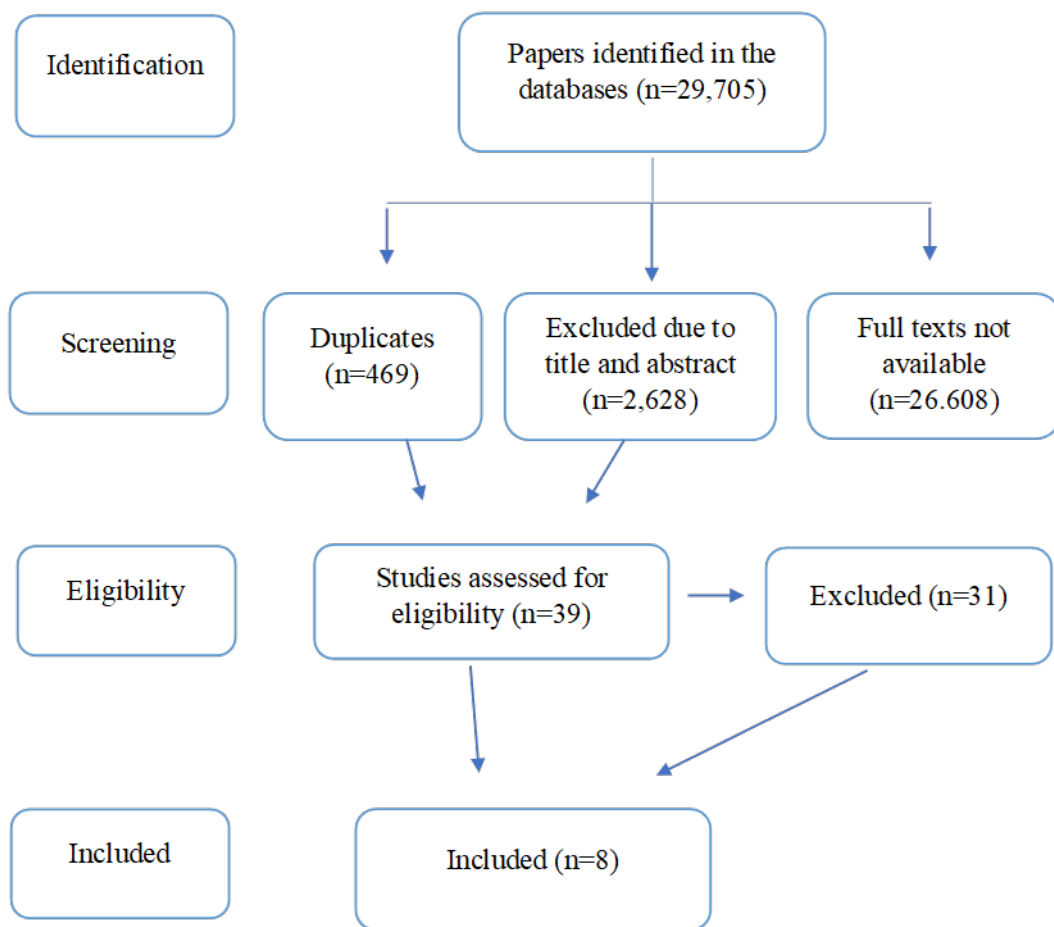 Identification
Papers identified in the
databases (n=29,705)
Screening
Duplicates
(n=469)
Excluded due to
title and abstract
(n=2,628)
Full texts not
available
(n=26.608)
Eligibility
Studies assessed for
eligibility (n=39)
Excluded (n=31)
Included
Included (n=8)